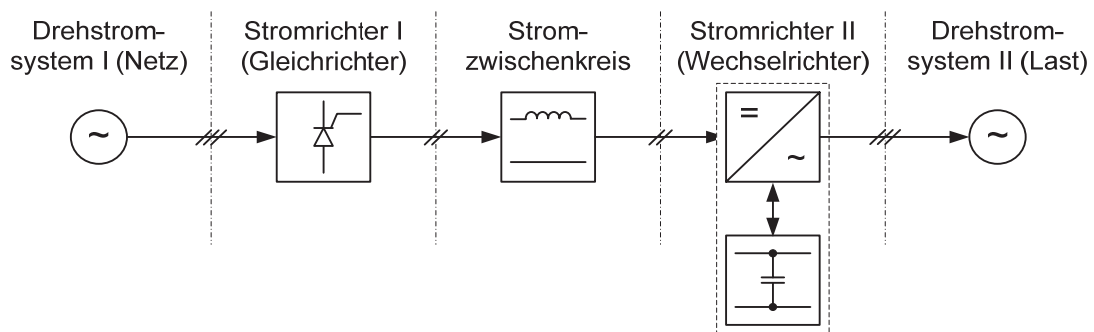 Drehstrom-
system I (Netz)
Stromrichter I
(Gleichrichter)
Strom-
zwischenkreis
Stromrichter II
(Wechselrichter)
Drehstrom-
system II (Last)
~
=
~
~